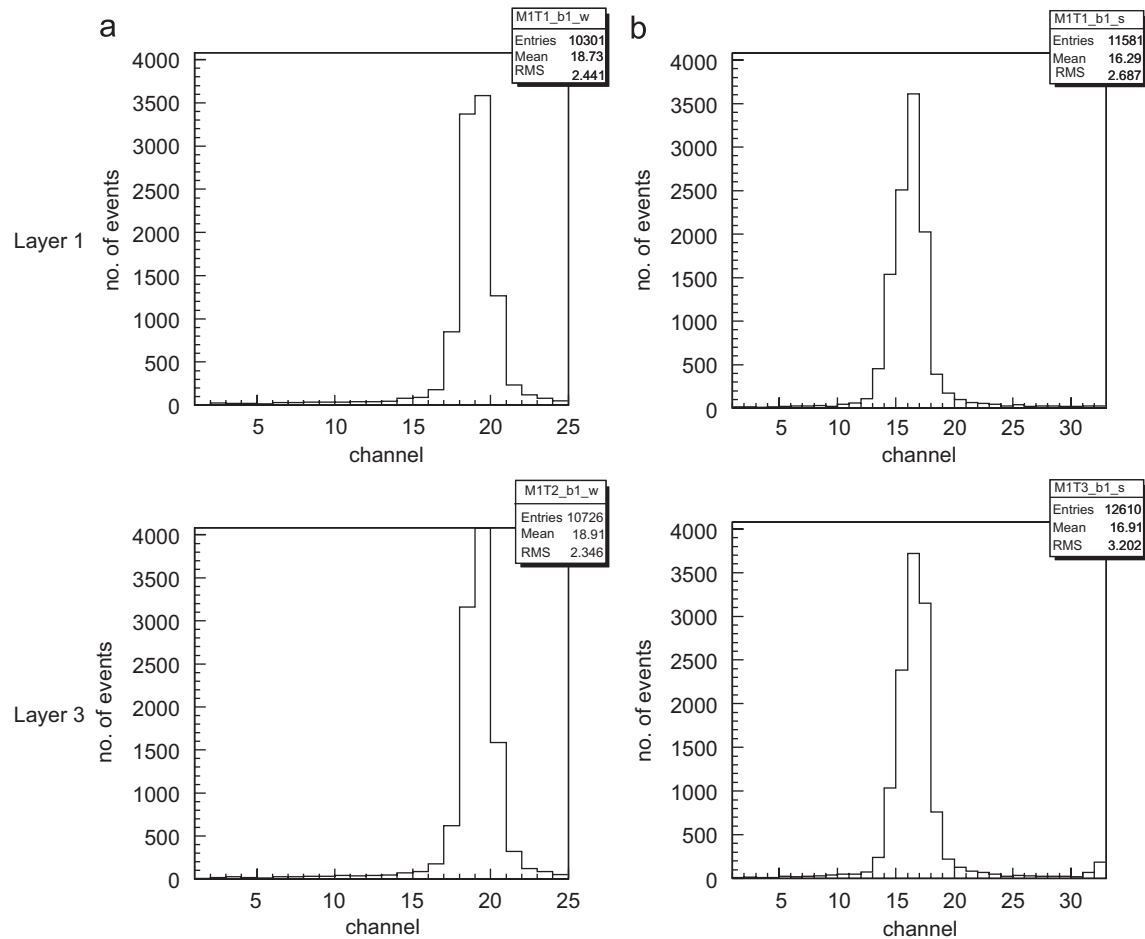 a
M1T1_b1_w
Entries 10301
Mean 18.73
RMS 2.441
4000
3500
3000
2500
2000
1500
1000
500
0
no. of events
Layer 1
5 10 15 20 25
channel
b
M1T1_b1_s
Entries 11581
Mean 16.29
RMS 2.687
4000
3500
3000
2500
2000
1500
1000
500
0
no. of events
5 10 15 20 25 30
channel
M1T2_b1_w
Entries 10726
Mean 18.91
RMS 2.346
4000
3500
3000
2500
2000
1500
1000
500
0
no. of events
Layer 3
5 10 15 20 25
channel
M1T3_b1_s
Entries 12610
Mean 16.91
RMS 3.202
4000
3500
3000
2500
2000
1500
1000
500
0
no. of events
5 10 15 20 25 30
channel